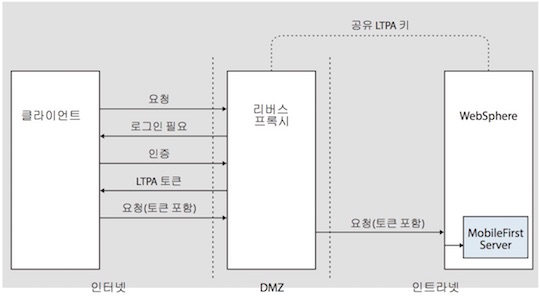 공유 LTPA 키
클라이언트
리버스
프록시
WebSphere
요청
로그인 필요
인증
LTPA 토큰
요청(토큰 포함)
요청(토큰 포함)
MobileFirst
Server
인터넷
DMZ
인트라넷